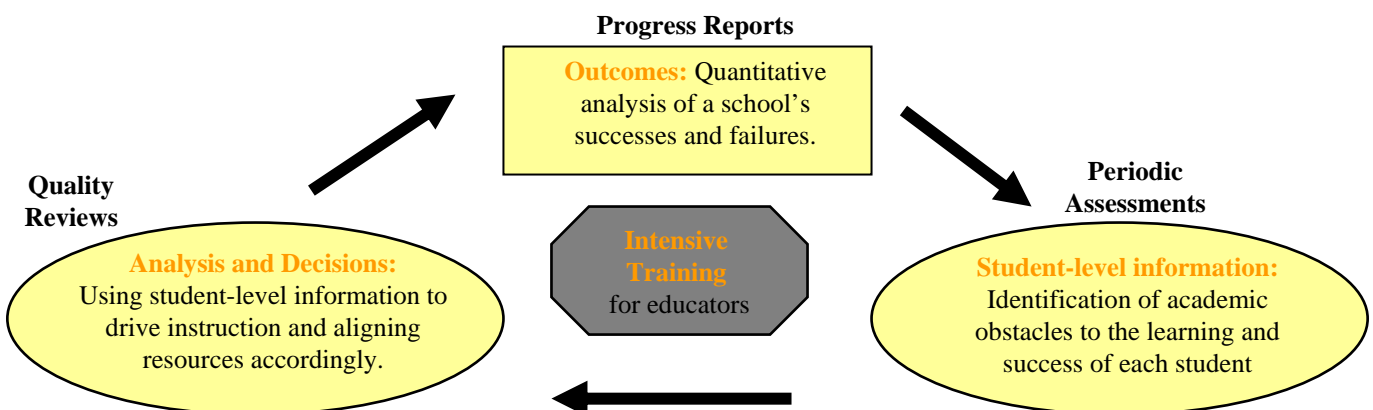 Progress Reports
Outcomes: Quantitative
analysis of a school’s
successes and failures.
Quality
Reviews
Analysis and Decisions:
Using student-level information to
drive instruction and aligning
resources accordingly.
Intensive
Training
for educators
Periodic
Assessments
Student-level information:
Identification of academic
obstacles to the learning and
success of each student